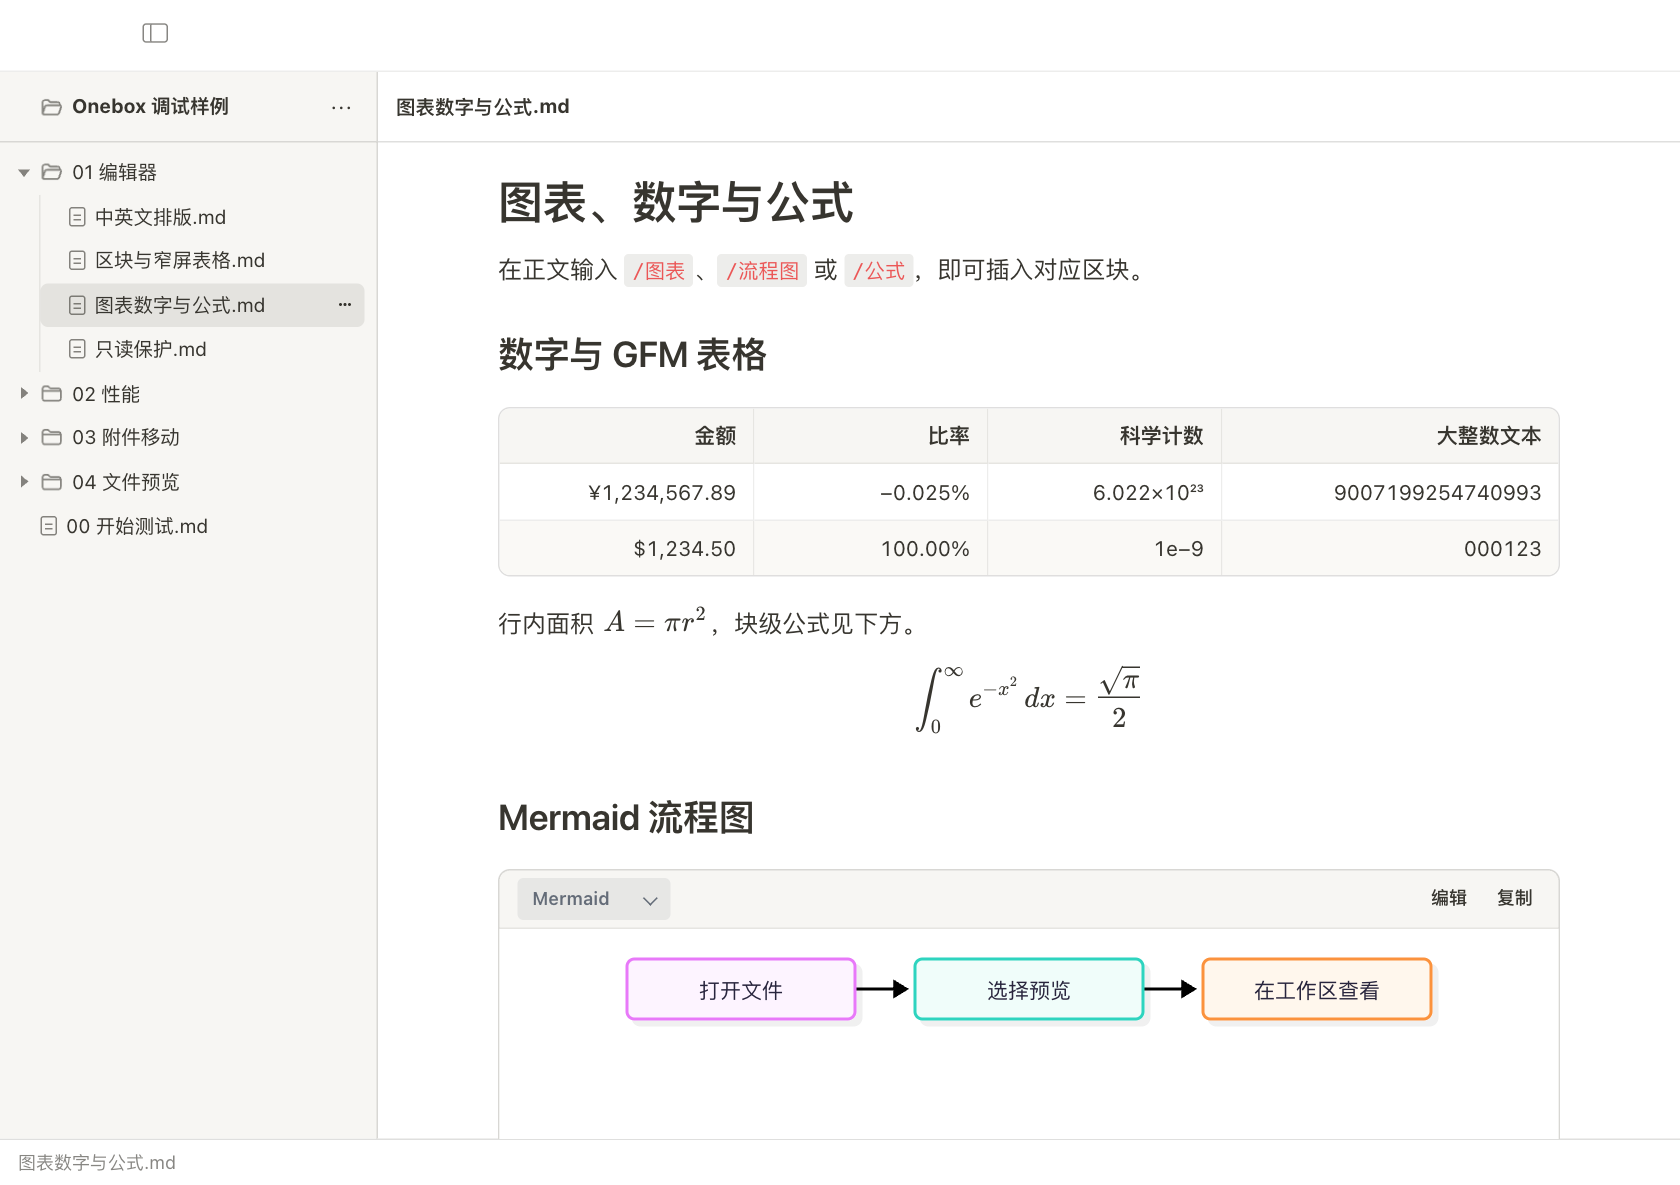 Onebox 调试样例
图表数字与公式.md
01 编辑器
中英文排版.md
区块与窄屏表格.md
图表数字与公式.md
只读保护.md
02 性能
03 附件移动
04 文件预览
00 开始测试.md
图表、数字与公式
在正文输入 /图表 、 /流程图 或 /公式 ，即可插入对应区块。
数字与 GFM 表格
金额 比率 科学计数 大整数文本
¥1,234,567.89 −0.025% 6.022×10²³ 9007199254740993
$1,234.50 100.00% 1e−9 000123
行内面积 A = πr²，块级公式见下方。
∫₀^∞ e^{−x²} dx = √π / 2
Mermaid 流程图
Mermaid 编辑 复制
打开文件 选择预览 在工作区查看
图表数字与公式.md